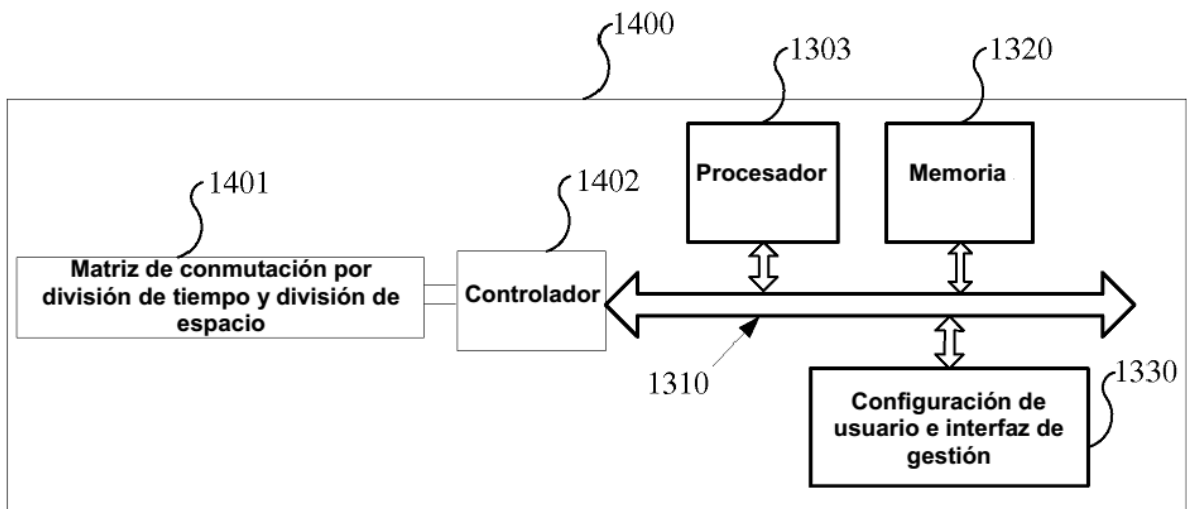 1400
1303
1320
Procesador
Memoria
1401
1402
Matriz de conmutación por
división de tiempo y división de
espacio
Controlador
1310
1330
Configuración de
usuario e interfaz de
gestión